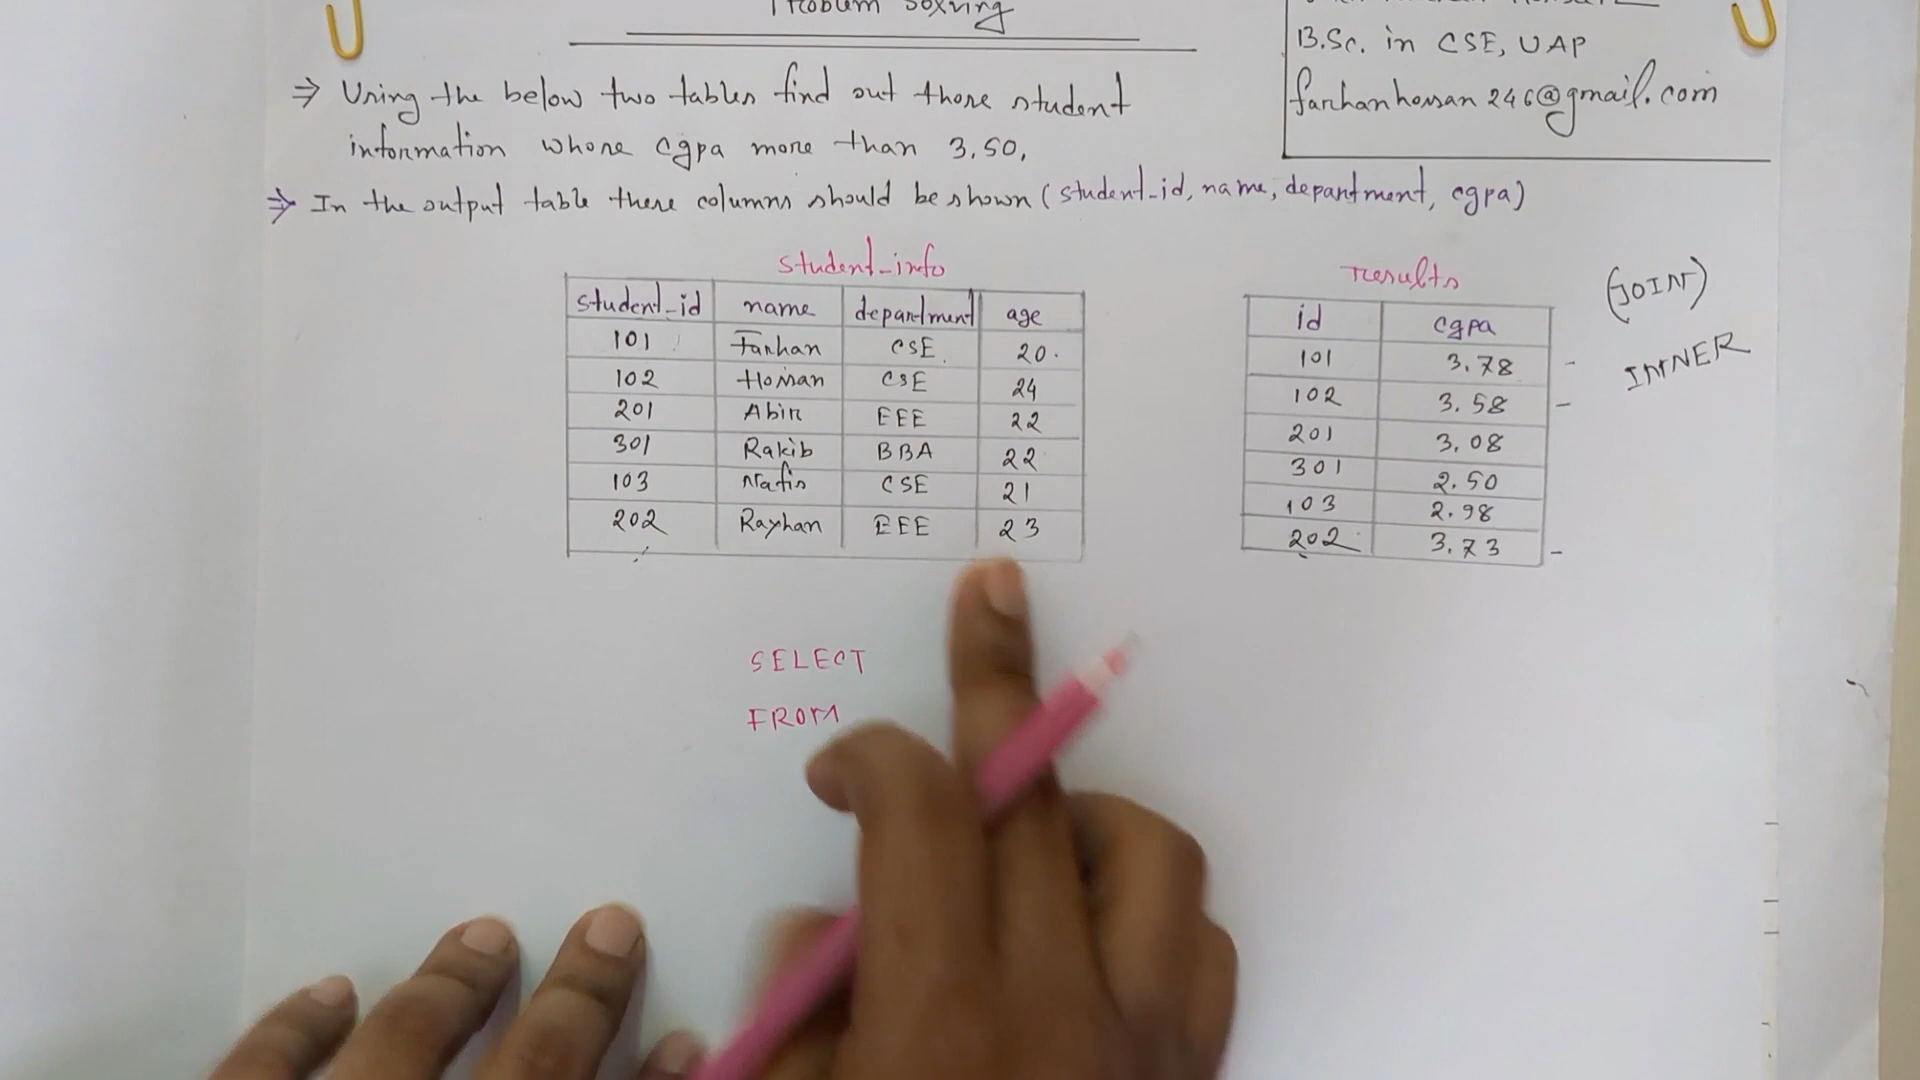 Problem Solving
B.Sc. in CSE, UAP
farhanhossan246@gmail.com
⇒ Using the below two tables find out those student
information whose cgpa more than 3.50,
⇒ In the output table these columns should be shown (student_id, name, department, cgpa)
student_info
student_id name department age
101 Farhan CSE 20
102 Hossan CSE 24
201 Abir EEE 22
301 Rakib BBA 22
103 Nafis CSE 21
202 Rayhan EEE 23
results
id cgpa
101 3.78
102 3.58
201 3.08
301 2.50
103 2.98
202 3.73
(JOIN)
INNER
SELECT
FROM